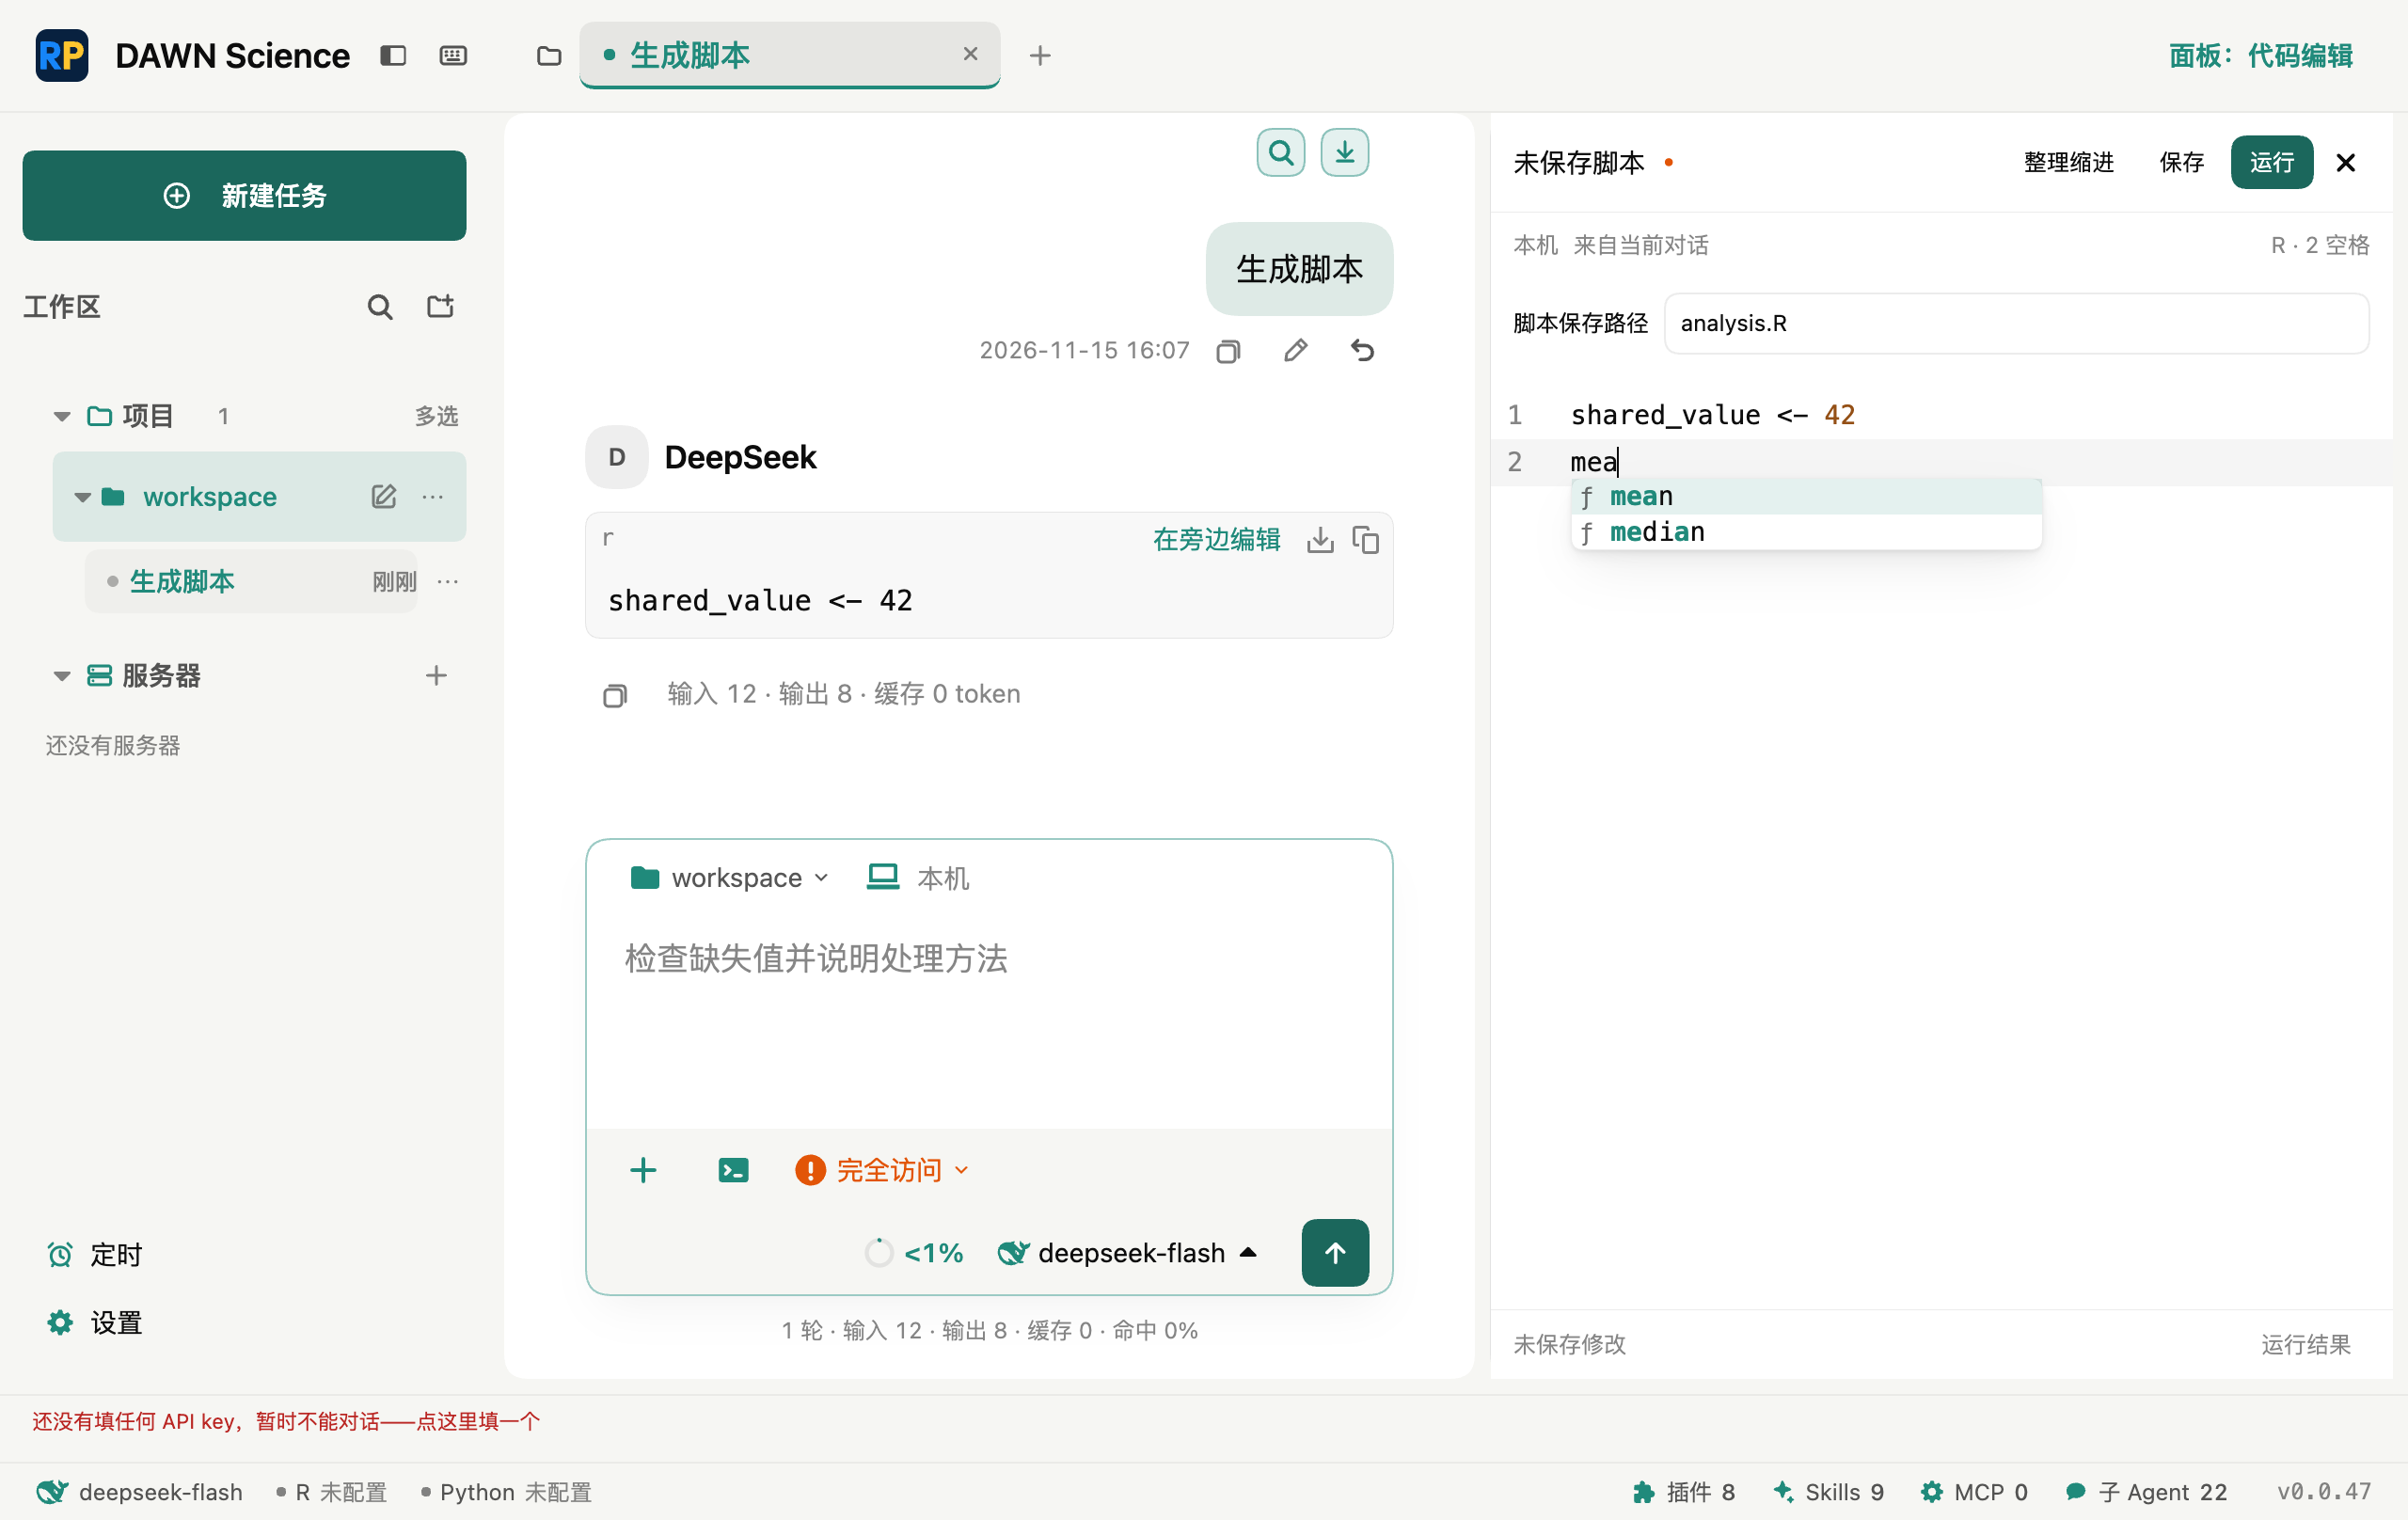 RP DAWN Science
生成脚本
面板：代码编辑
新建任务
工作区
项目 1 多选
workspace
生成脚本 刚刚
服务器
还没有服务器
定时
设置
生成脚本
2026-11-15 16:07
D DeepSeek
r 在旁边编辑
shared_value <- 42
输入 12 · 输出 8 · 缓存 0 token
workspace 本机
检查缺失值并说明处理方法
完全访问
<1% deepseek-flash
1 轮 · 输入 12 · 输出 8 · 缓存 0 · 命中 0%
未保存脚本 整理缩进 保存 运行
本机 来自当前对话 R · 2 空格
脚本保存路径 analysis.R
1 shared_value <- 42
2 mea
ƒ mean
ƒ median
未保存修改 运行结果
还没有填任何 API key，暂时不能对话——点这里填一个
deepseek-flash R 未配置 Python 未配置 插件 8 Skills 9 MCP 0 子 Agent 22 v0.0.47